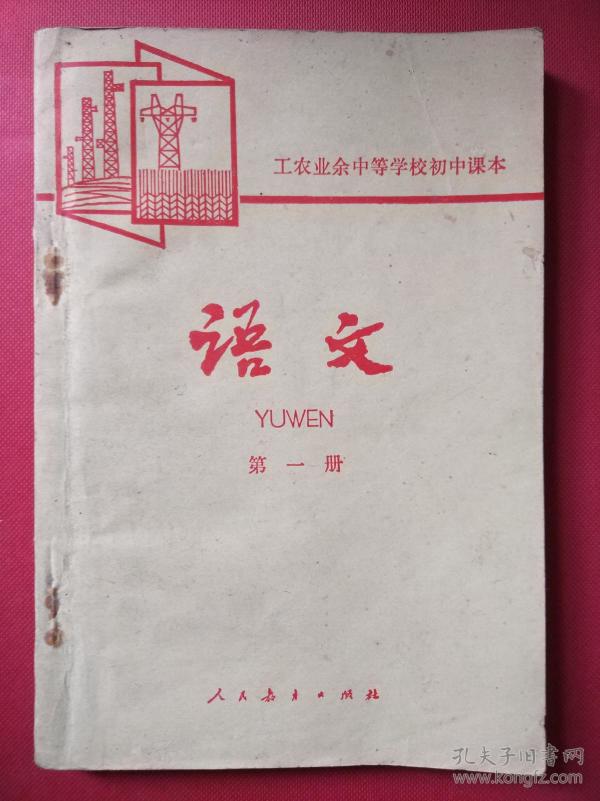 工农业余中等学校初中课本
语文
YUWEN
第一册
人民教育出版社
孔夫子旧书网
www.kongfz.com